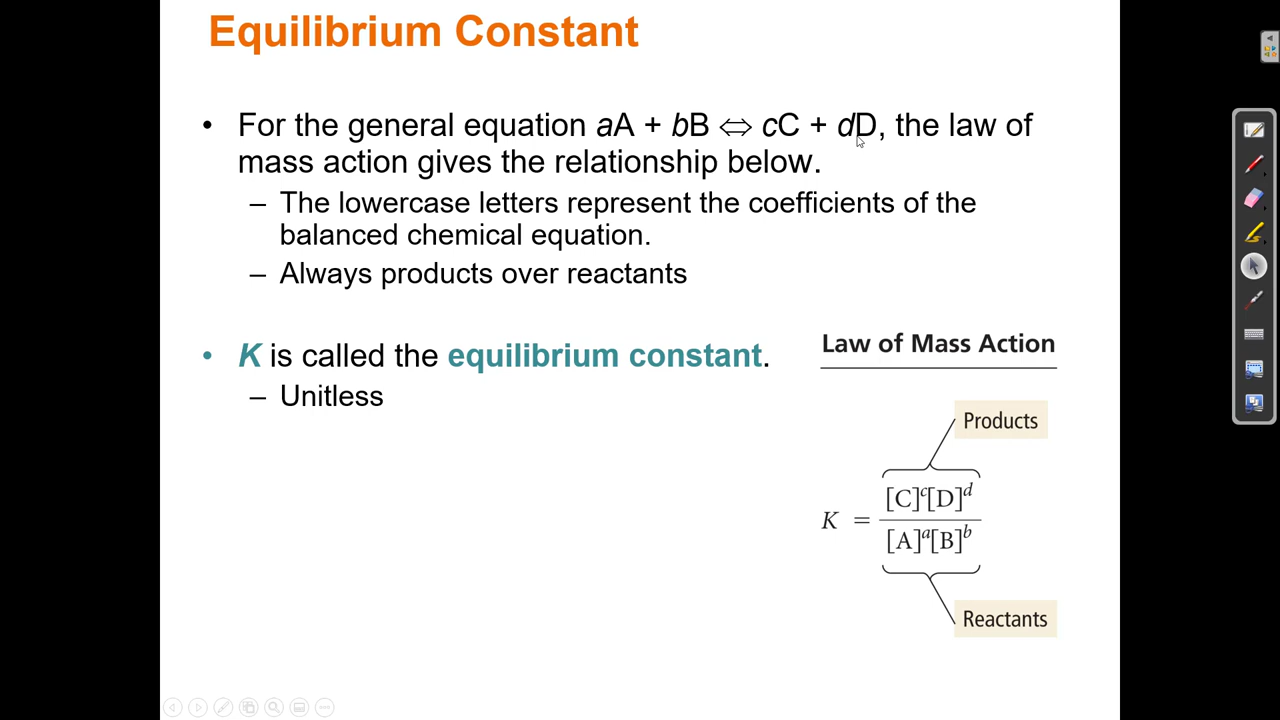 Equilibrium Constant
• For the general equation aA + bB ⇔ cC + dD, the law of
mass action gives the relationship below.
– The lowercase letters represent the coefficients of the
balanced chemical equation.
– Always products over reactants
• K is called the equilibrium constant.
– Unitless
Law of Mass Action
Products
K = [C]^c[D]^d / [A]^a[B]^b
Reactants